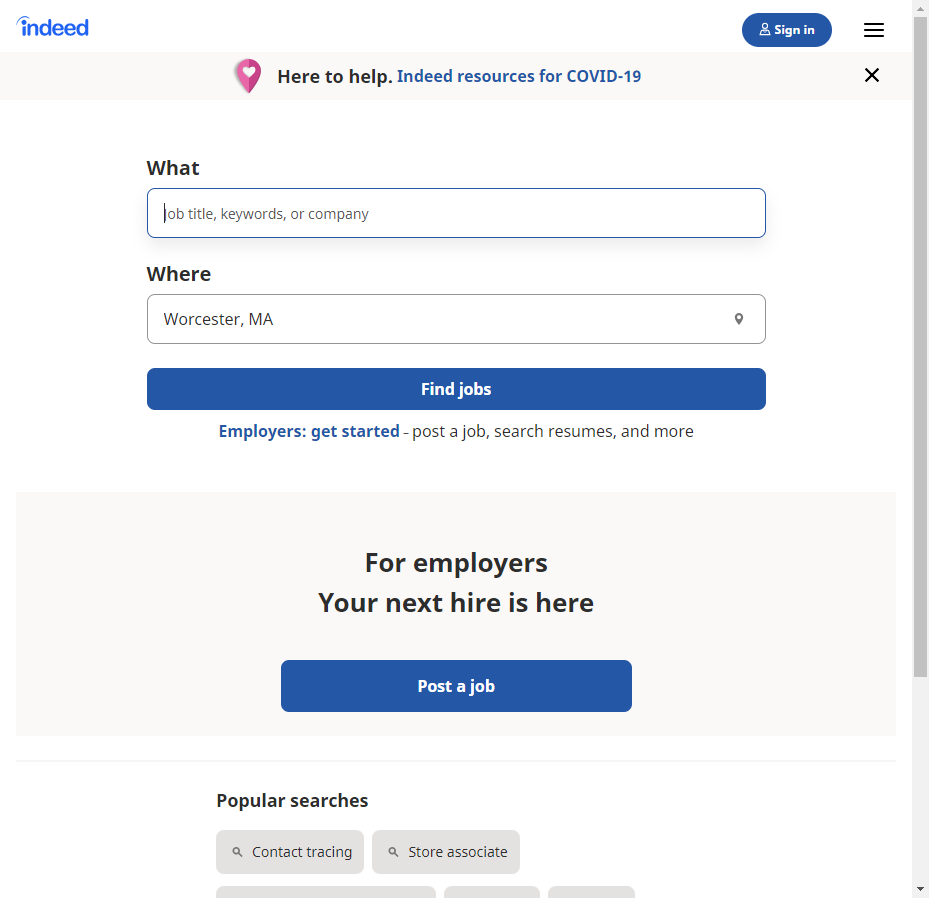 indeed
Sign in
Here to help. Indeed resources for COVID-19
What
Job title, keywords, or company
Where
Worcester, MA
Find jobs
Employers: get started - post a job, search resumes, and more
For employers
Your next hire is here
Post a job
Popular searches
Contact tracing
Store associate